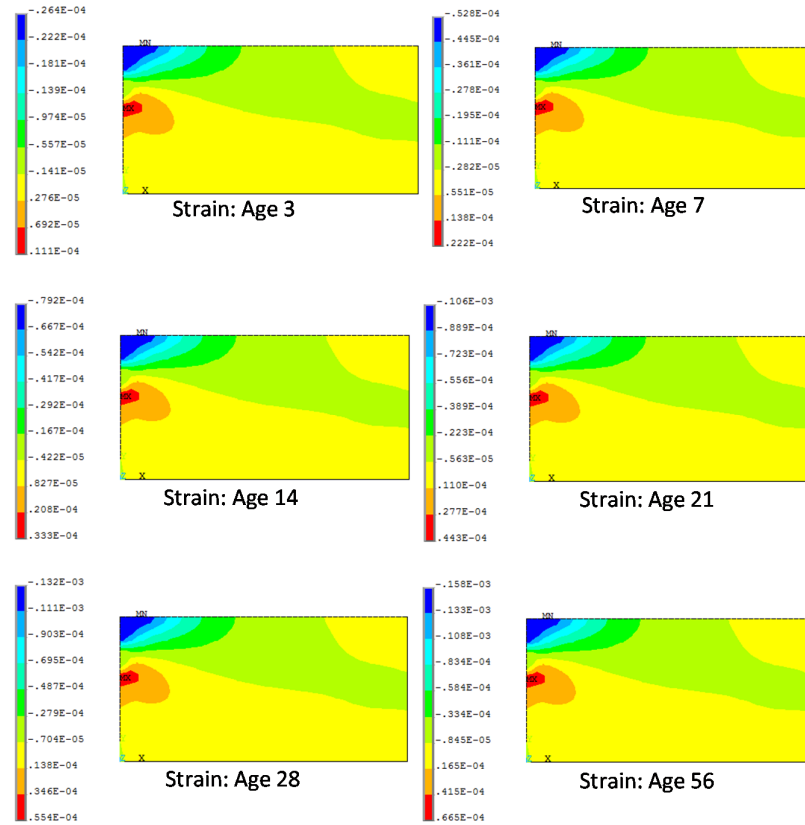 -.264E-04
-.222E-04
-.181E-04
-.139E-04
-.974E-05
-.557E-05
-.141E-05
.276E-05
.692E-05
.111E-04
MN
MX
Z X
Strain: Age 3
-.528E-04
-.445E-04
-.361E-04
-.278E-04
-.195E-04
-.111E-04
-.282E-05
.551E-05
.138E-04
.222E-04
MN
MX
Z X
Strain: Age 7
-.792E-04
-.667E-04
-.542E-04
-.417E-04
-.292E-04
-.167E-04
-.422E-05
.827E-05
.208E-04
.333E-04
MN
MX
Z X
Strain: Age 14
-.106E-03
-.889E-04
-.723E-04
-.556E-04
-.389E-04
-.223E-04
-.563E-05
.110E-04
.277E-04
.443E-04
MN
MX
Z X
Strain: Age 21
-.132E-03
-.111E-03
-.903E-04
-.695E-04
-.487E-04
-.279E-04
-.704E-05
.138E-04
.346E-04
.554E-04
MN
MX
Z X
Strain: Age 28
-.158E-03
-.133E-03
-.108E-03
-.834E-04
-.584E-04
-.334E-04
-.845E-05
.165E-04
.415E-04
.665E-04
MN
MX
Z X
Strain: Age 56